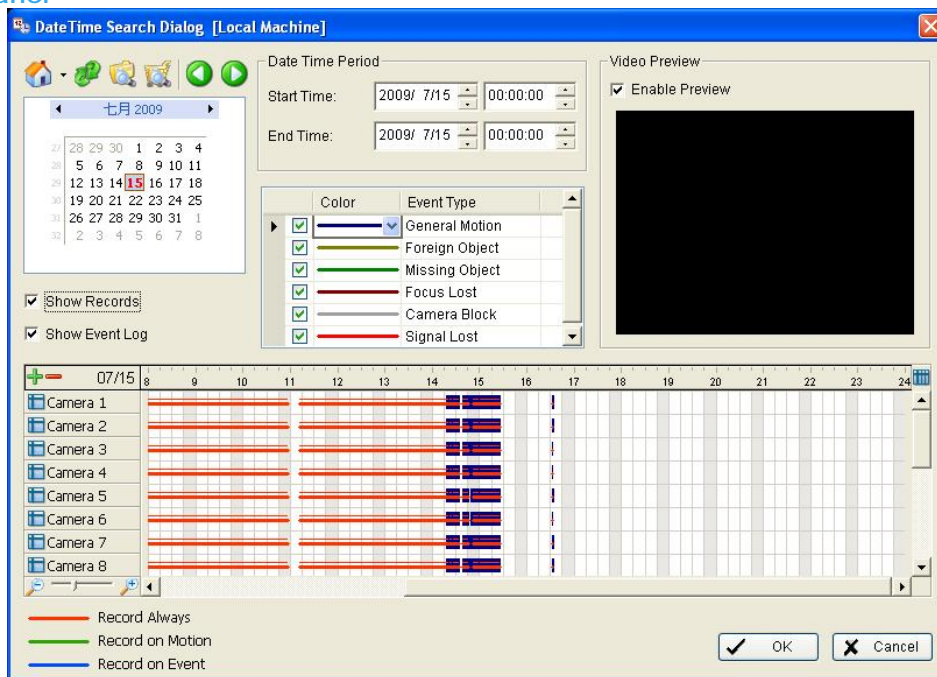 DateTime Search Dialog [Local Machine]
Date Time Period
Start Time: 2009/ 7/15 00:00:00
End Time: 2009/ 7/15 00:00:00
Video Preview
Enable Preview
七月 2009
27 28 29 30 1 2 3 4
28 5 6 7 8 9 10 11
29 12 13 14 15 16 17 18
30 19 20 21 22 23 24 25
31 26 27 28 29 30 31 1
32 2 3 4 5 6 7 8
Show Records
Show Event Log
Color Event Type
General Motion
Foreign Object
Missing Object
Focus Lost
Camera Block
Signal Lost
07/15 8 9 10 11 12 13 14 15 16 17 18 19 20 21 22 23 24
Camera 1
Camera 2
Camera 3
Camera 4
Camera 5
Camera 6
Camera 7
Camera 8
Record Always
Record on Motion
Record on Event
OK
Cancel